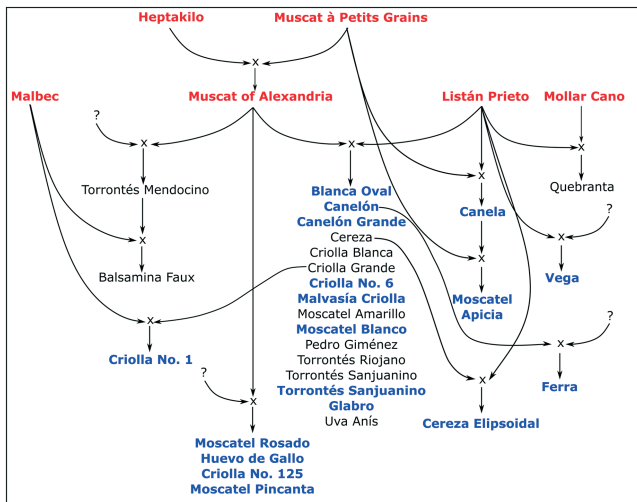 Heptakilo Muscat à Petits Grains
x
Malbec Muscat of Alexandria Listán Prieto Mollar Cano
?
x x x
Torrontés Mendocino
x
Quebranta
Blanca Oval
Canelón
Canelón Grande
Cereza
Criolla Blanca
Criolla Grande
Criolla No. 6
Malvasía Criolla
Moscatel Amarillo
Moscatel Blanco
Pedro Giménez
Torrontés Riojano
Torrontés Sanjuanino
Torrontés Sanjuanino
Glabro
Uva Anís
Canela
?
x x x
Balsamina Faux
Vega
Moscatel
Apicia
x
Criolla No. 1
?
x
Ferra
?
x
x
Cereza Elipsoidal
Moscatel Rosado
Huevo de Gallo
Criolla No. 125
Moscatel Pincanta